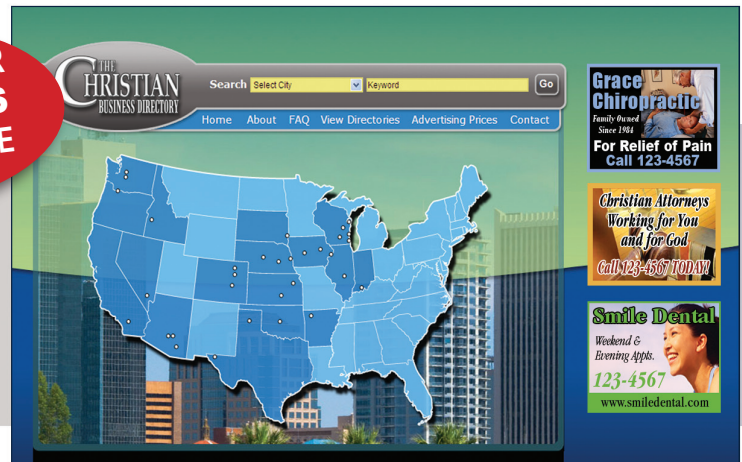 R
S
E
THE
CHRISTIAN
BUSINESS DIRECTORY
Search Select City Keyword Go
Home About FAQ View Directories Advertising Prices Contact
Grace
Chiropractic
Family Owned
Since 1984
For Relief of Pain
Call 123-4567
Christian Attorneys
Working for You
and for God
Call 123-4567 TODAY!
Smile Dental
Weekend &
Evening Appts.
123-4567
www.smiledental.com